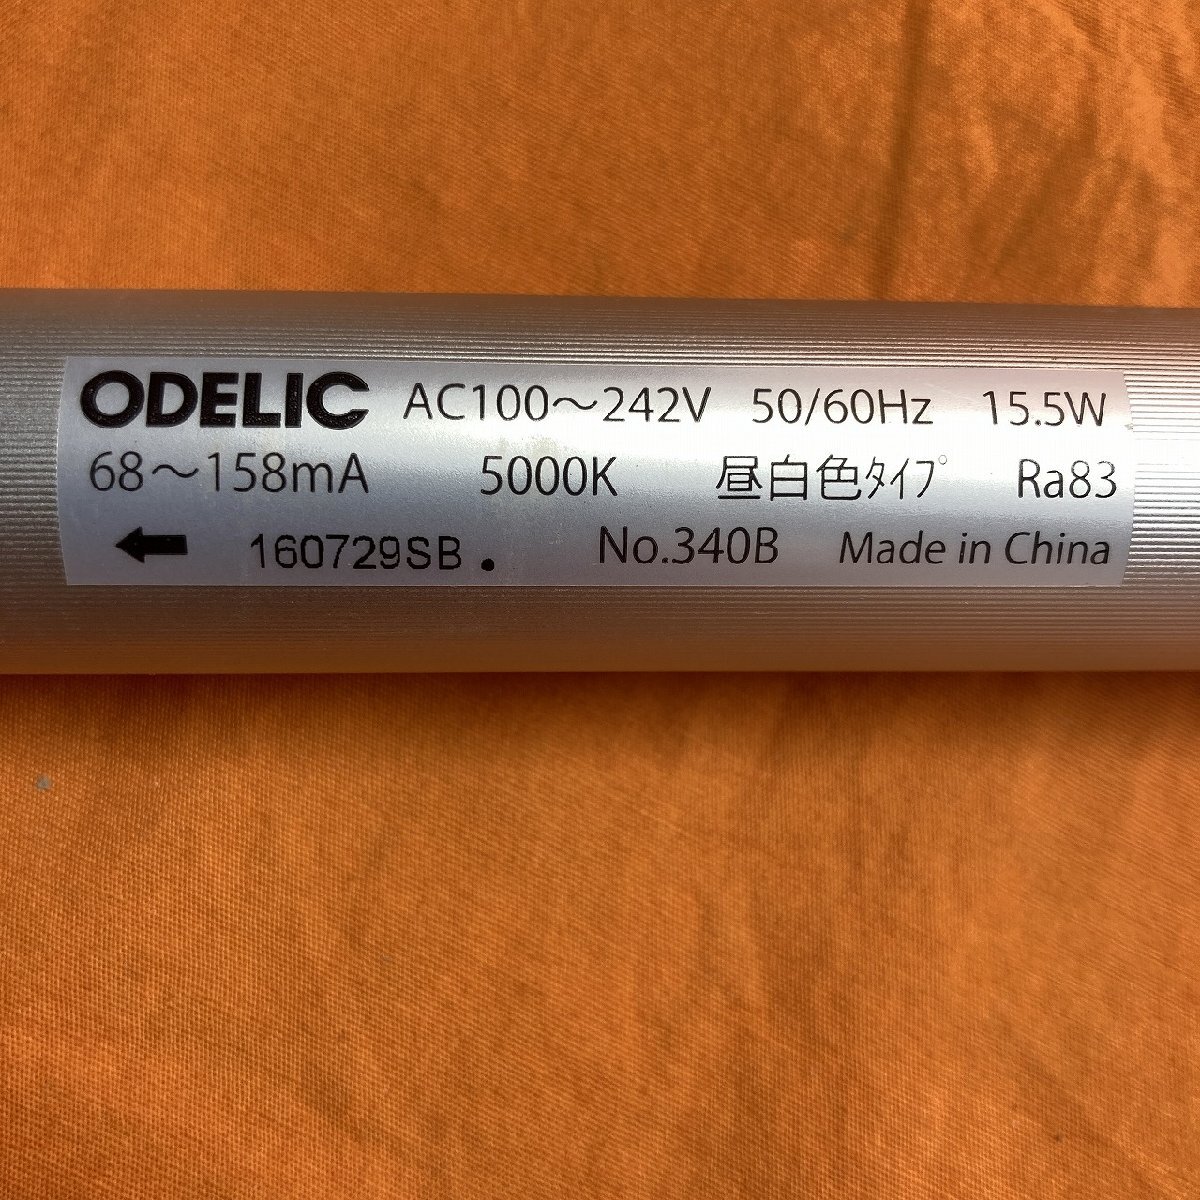 ODELIC AC100～242V 50/60Hz 15.5W
68～158mA 5000K 昼白色ﾀｲﾌﾟ Ra83
← 160729SB. No.340B Made in China